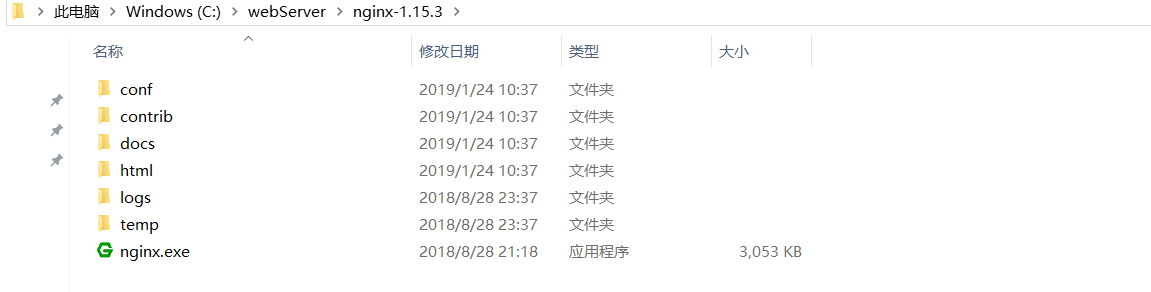 此电脑 > Windows (C:) > webServer > nginx-1.15.3 >
名称 修改日期 类型 大小
conf 2019/1/24 10:37 文件夹
contrib 2019/1/24 10:37 文件夹
docs 2019/1/24 10:37 文件夹
html 2019/1/24 10:37 文件夹
logs 2018/8/28 23:37 文件夹
temp 2018/8/28 23:37 文件夹
nginx.exe 2018/8/28 21:18 应用程序 3,053 KB